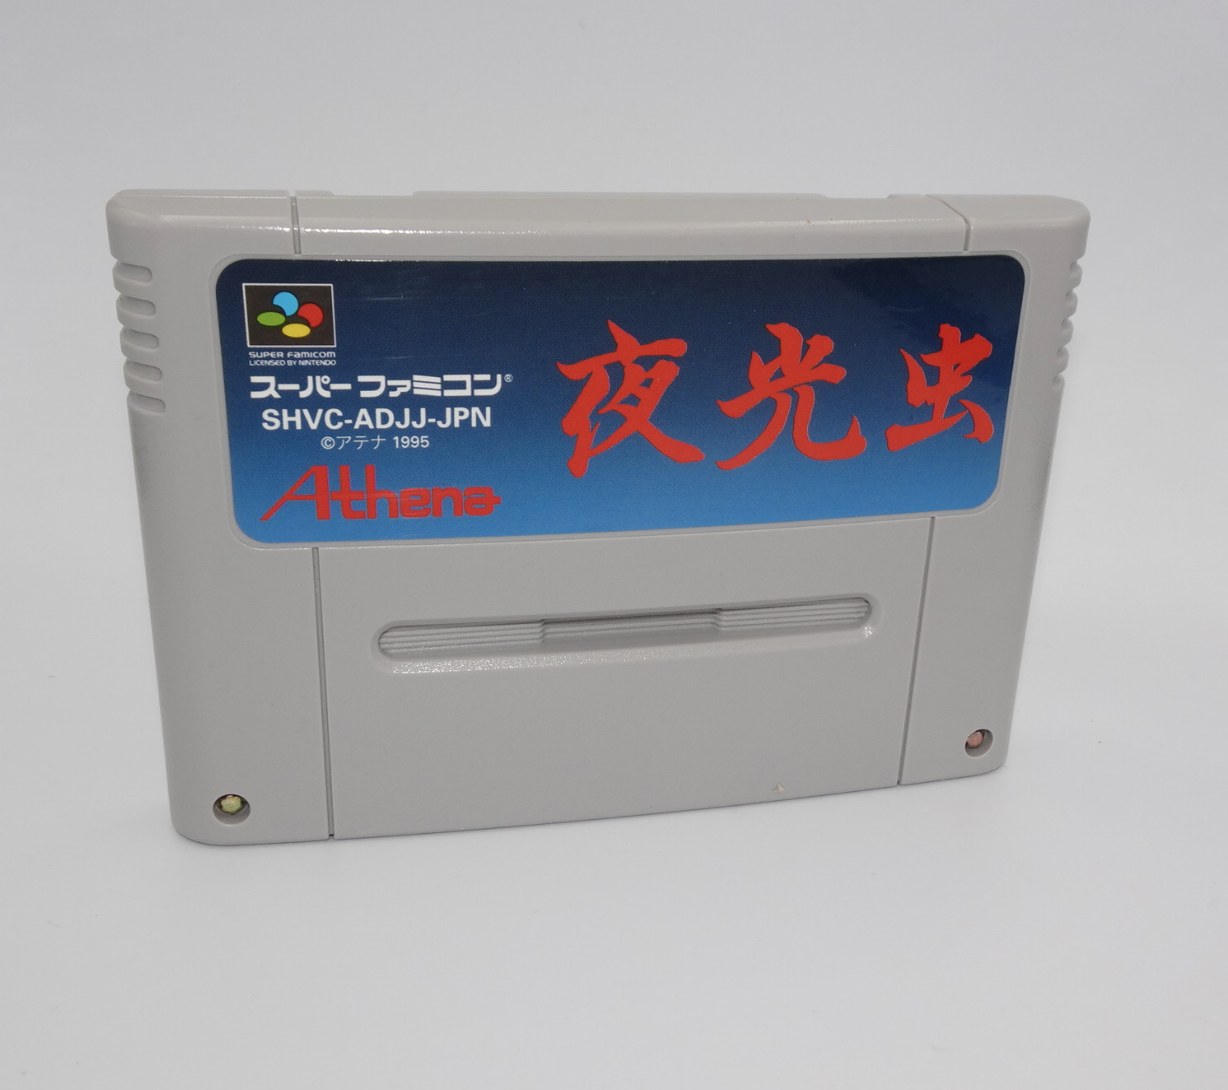 SUPER FAMICOM
LICENSED BY NINTENDO
スーパーファミコン®
SHVC-ADJJ-JPN
©アテナ 1995
Athena
夜光虫